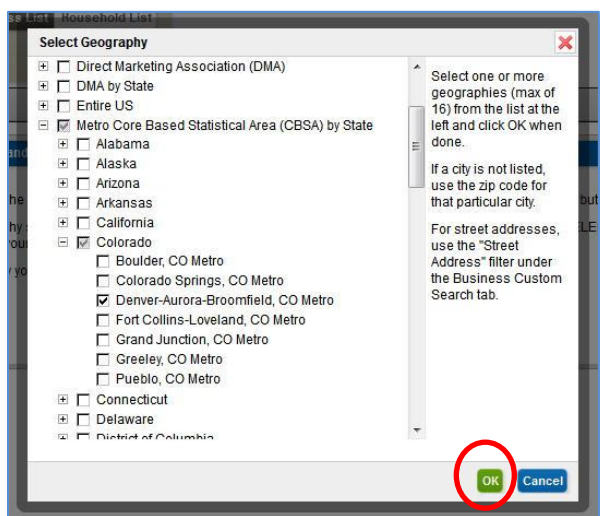 ss List Household List
Select Geography
Direct Marketing Association (DMA)
DMA by State
Entire US
Metro Core Based Statistical Area (CBSA) by State
Alabama
Alaska
Arizona
Arkansas
California
Colorado
Boulder, CO Metro
Colorado Springs, CO Metro
Denver-Aurora-Broomfield, CO Metro
Fort Collins-Loveland, CO Metro
Grand Junction, CO Metro
Greeley, CO Metro
Pueblo, CO Metro
Connecticut
Delaware
District of Columbia
Select one or more
geographies (max of
16) from the list at the
left and click OK when
done.
If a city is not listed,
use the zip code for
that particular city.
For street addresses,
use the "Street
Address" filter under
the Business Custom
Search tab.
OK Cancel